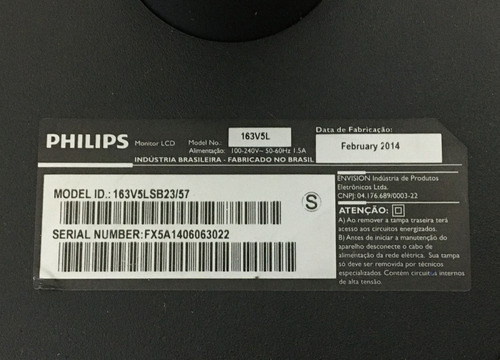 PHILIPS Monitor LCD Model No.: 163V5L
Alimentação: 100-240V~ 50-60Hz 1.5A
INDÚSTRIA BRASILEIRA - FABRICADO NO BRASIL
Data de Fabricação:
February 2014
MODEL ID.: 163V5LSB23/57
S
SERIAL NUMBER: FX5A1406063022
ENVISION Indústria de Produtos
Eletrônicos Ltda.
CNPJ: 04.176.689/0003-22
ATENÇÃO:
A) Ao remover a tampa traseira terá
acesso aos circuitos energizados.
B) Antes de iniciar a manutenção do
aparelho desconecte o cabo de
alimentação da rede elétrica. Sua tampa
só deve ser removida por técnicos
especializados. Contém circuitos internos
de alta tensão.